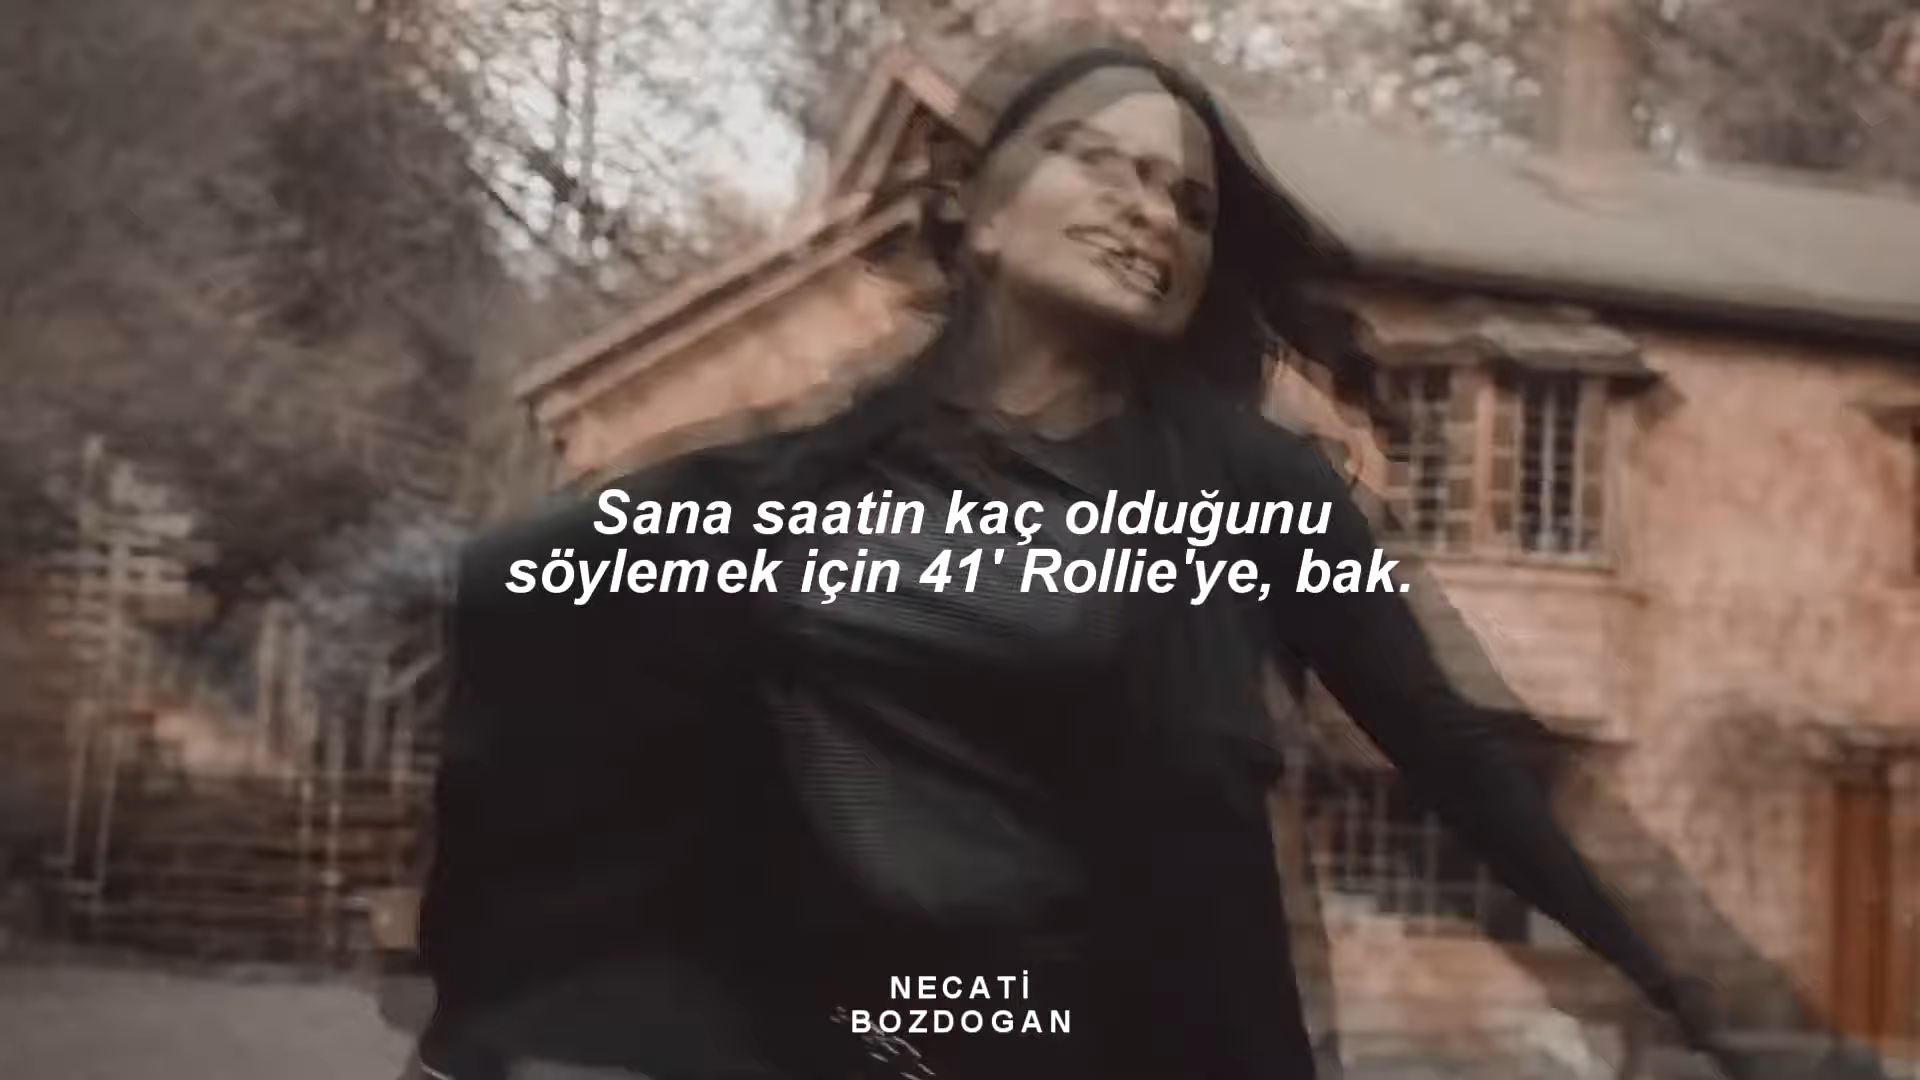 Sana saatin kaç olduğunu
söylemek için 41' Rollie'ye, bak.
NECATİ
BOZDOGAN